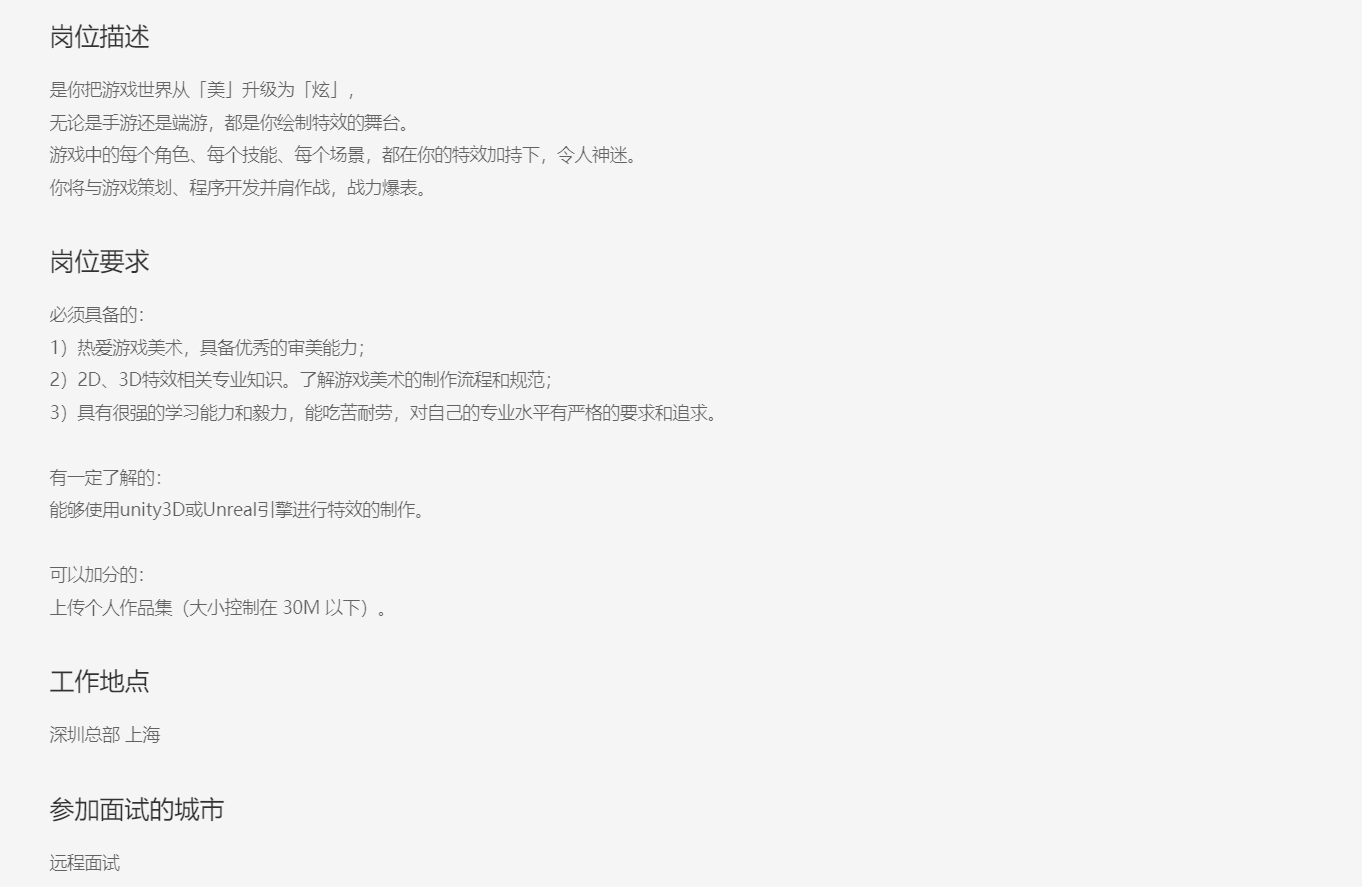 岗位描述
是你把游戏世界从「美」升级为「炫」，
无论是手游还是端游，都是你绘制特效的舞台。
游戏中的每个角色、每个技能、每个场景，都在你的特效加持下，令人神迷。
你将与游戏策划、程序开发并肩作战，战力爆表。
岗位要求
必须具备的：
1）热爱游戏美术，具备优秀的审美能力；
2）2D、3D特效相关专业知识。了解游戏美术的制作流程和规范；
3）具有很强的学习能力和毅力，能吃苦耐劳，对自己的专业水平有严格的要求和追求。
有一定了解的：
能够使用unity3D或Unreal引擎进行特效的制作。
可以加分的：
上传个人作品集（大小控制在 30M 以下）。
工作地点
深圳总部 上海
参加面试的城市
远程面试